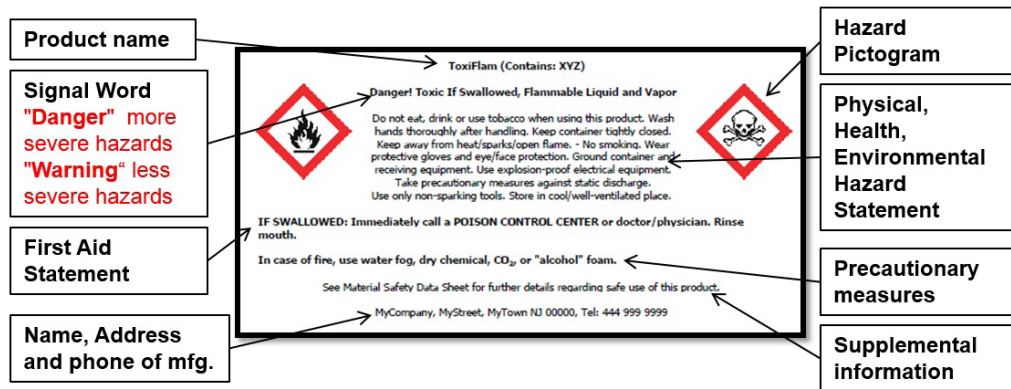 Product name
Signal Word
"Danger" more
severe hazards
"Warning“ less
severe hazards
First Aid
Statement
Name, Address
and phone of mfg.
ToxiFlam (Contains: XYZ)
Danger! Toxic If Swallowed, Flammable Liquid and Vapor
Do not eat, drink or use tobacco when using this product. Wash
hands thoroughly after handling. Keep container tightly closed.
Keep away from heat/sparks/open flame. - No smoking. Wear
protective gloves and eye/face protection. Ground container and
receiving equipment. Use explosion-proof electrical equipment.
Take precautionary measures against static discharge.
Use only non-sparking tools. Store in cool/well-ventilated place.
IF SWALLOWED: Immediately call a POISON CONTROL CENTER or doctor/physician. Rinse
mouth.
In case of fire, use water fog, dry chemical, CO₂, or "alcohol" foam.
See Material Safety Data Sheet for further details regarding safe use of this product.
MyCompany, MyStreet, MyTown NJ 00000, Tel: 444 999 9999
Hazard
Pictogram
Physical,
Health,
Environmental
Hazard
Statement
Precautionary
measures
Supplemental
information